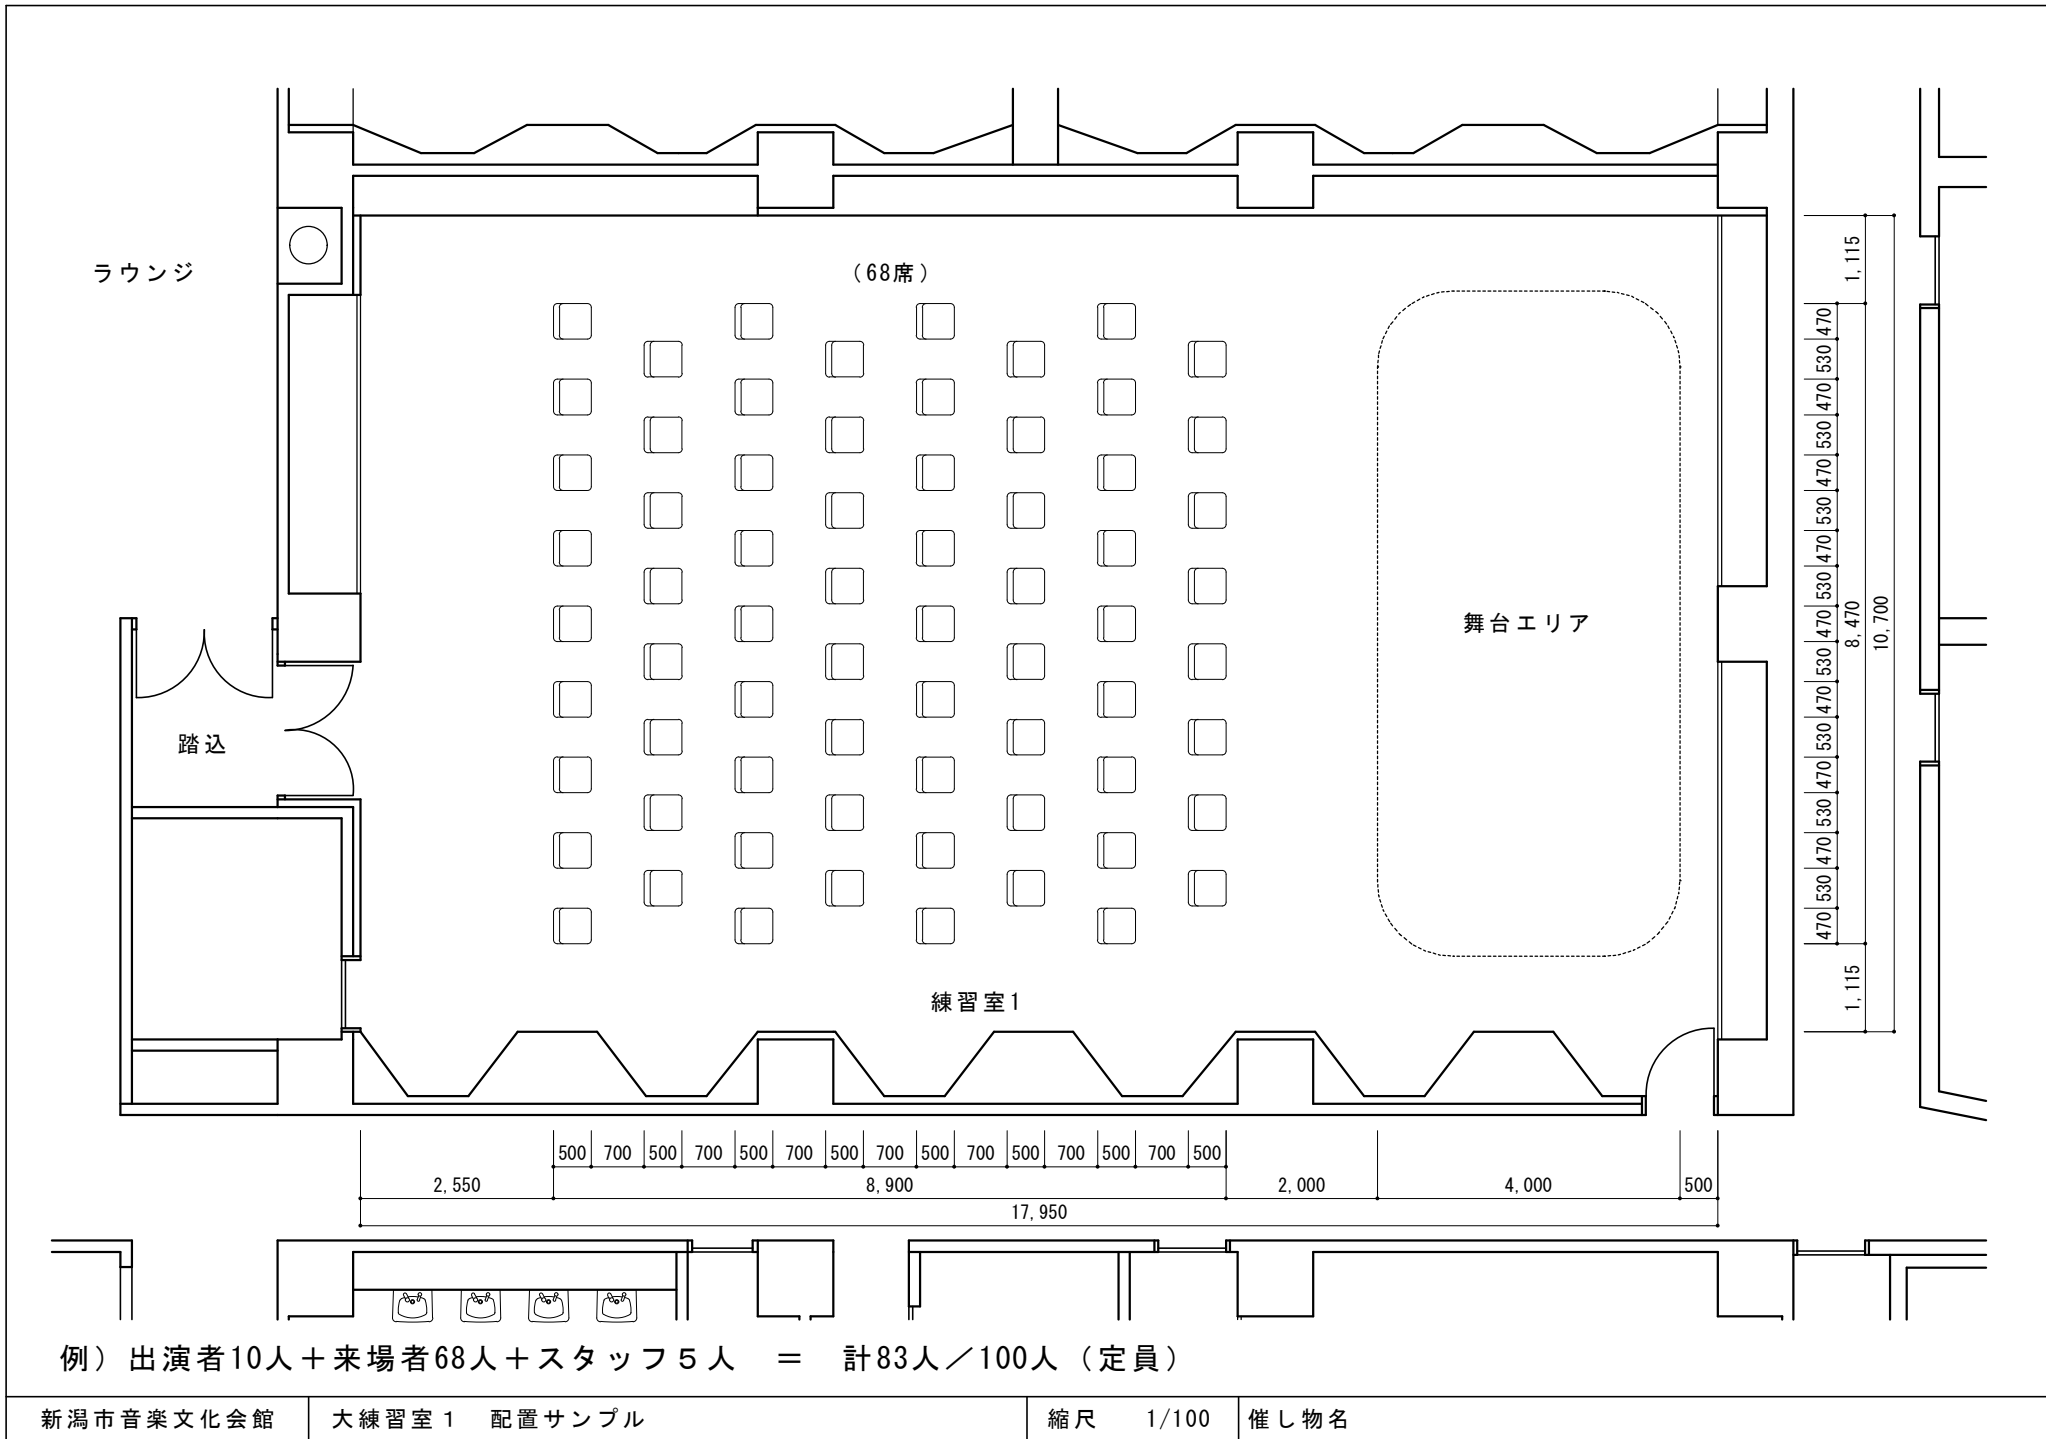 ラウンジ
（68席）
舞台エリア
踏込
練習室1
1,115
470
530
470
530
470
530
470
530
470
530
470
530
470
530
470
530
470
1,115
8,470
10,700
500 700 500 700 500 700 500 700 500 700 500 700 500 700 500
2,550 8,900 2,000 4,000 500
17,950
例）出演者10人＋来場者68人＋スタッフ５人　＝　計83人／100人（定員）
新潟市音楽文化会館 大練習室１　配置サンプル 縮尺　1/100 催し物名